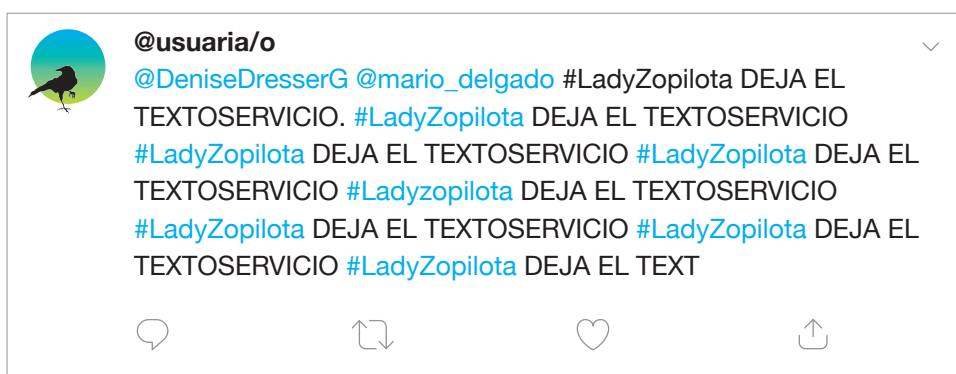 @usuaria/o
@DeniseDresserG @mario_delgado #LadyZopilota DEJA EL
TEXTOSERVICIO. #LadyZopilota DEJA EL TEXTOSERVICIO
#LadyZopilota DEJA EL TEXTOSERVICIO #LadyZopilota DEJA EL
TEXTOSERVICIO #Ladyzopilota DEJA EL TEXTOSERVICIO
#LadyZopilota DEJA EL TEXTOSERVICIO #LadyZopilota DEJA EL
TEXTOSERVICIO #LadyZopilota DEJA EL TEXT